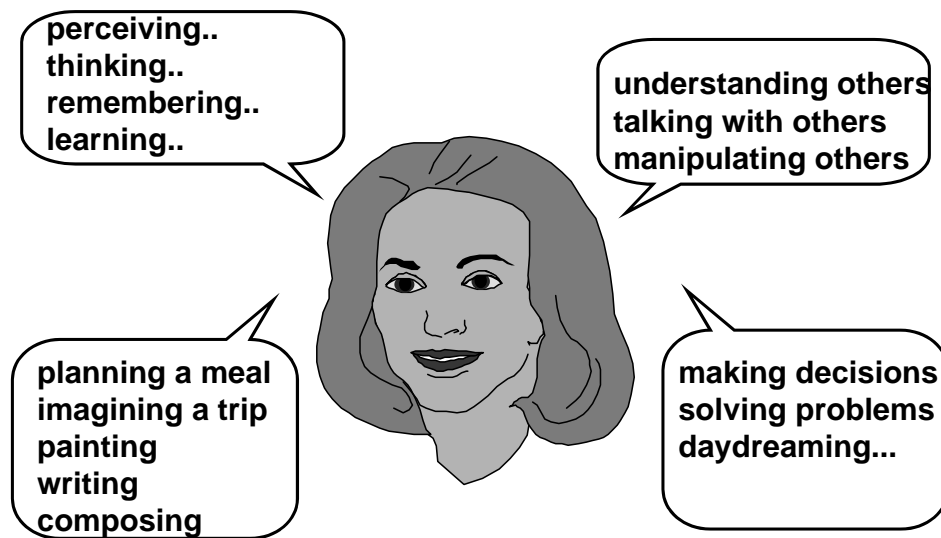 perceiving..
thinking..
remembering..
learning..
understanding others
talking with others
manipulating others
planning a meal
imagining a trip
painting
writing
composing
making decisions
solving problems
daydreaming...